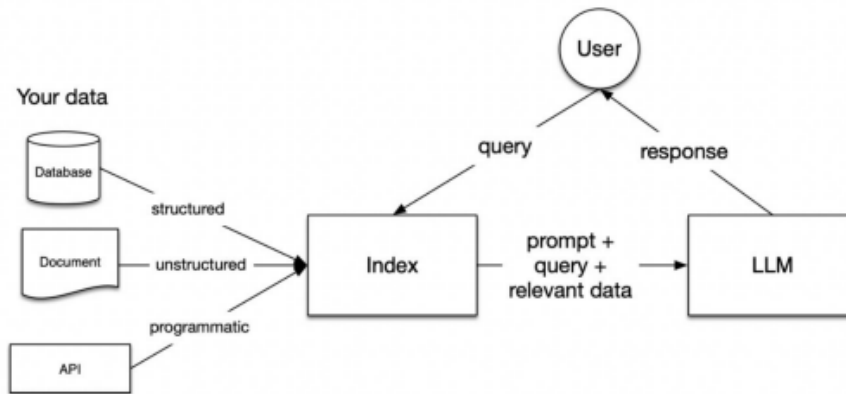 User
Your data
Database
query
response
structured
Document
unstructured
Index
prompt +
query +
relevant data
LLM
programmatic
API